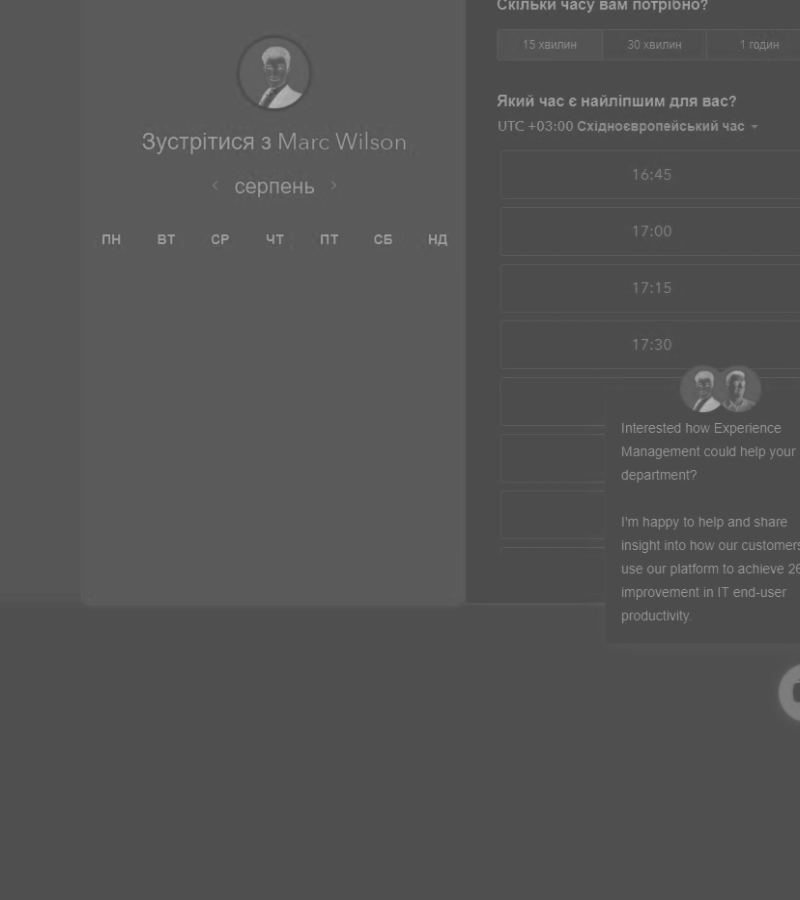 Скільки часу вам потрібно?
15 хвилин 30 хвилин 1 годин
Зустрітися з Marc Wilson
серпень
ПН ВТ СР ЧТ ПТ СБ НД
Який час є найліпшим для вас?
UTC +03:00 Східноєвропейський час
16:45
17:00
17:15
17:30
Interested how Experience
Management could help your
department?
I'm happy to help and share
insight into how our customers
use our platform to achieve 26
improvement in IT end-user
productivity.